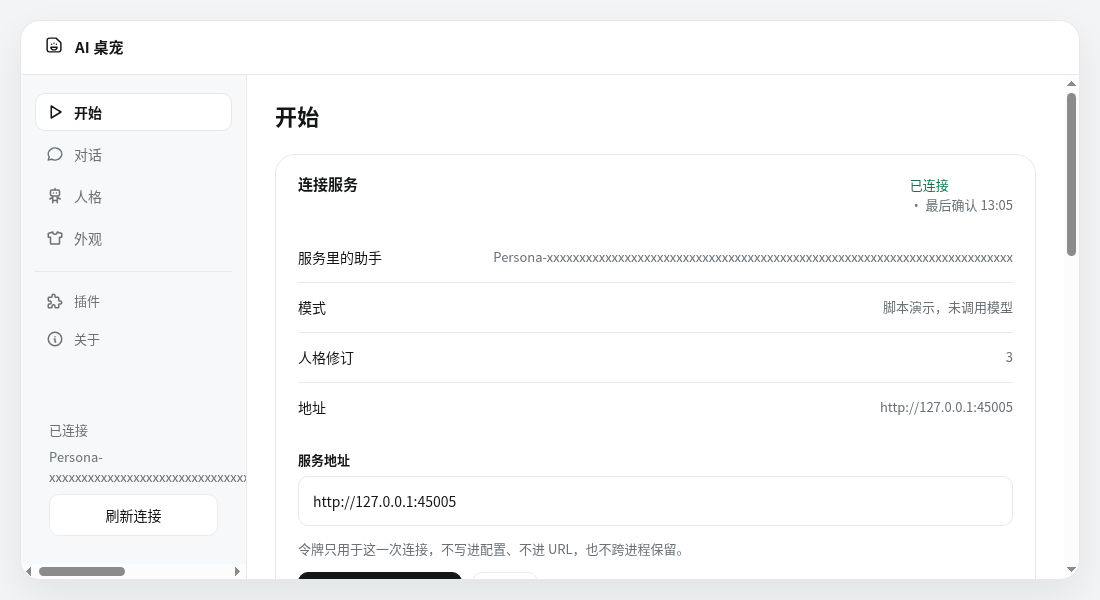 AI 桌宠
开始
对话
人格
外观
插件
关于
已连接
Persona-
刷新连接
开始
连接服务
已连接
· 最后确认 13:05
服务里的助手
模式
脚本演示，未调用模型
人格修订
3
地址
http://127.0.0.1:45005
服务地址
http://127.0.0.1:45005
令牌只用于这一次连接，不写进配置、不进 URL，也不跨进程保留。